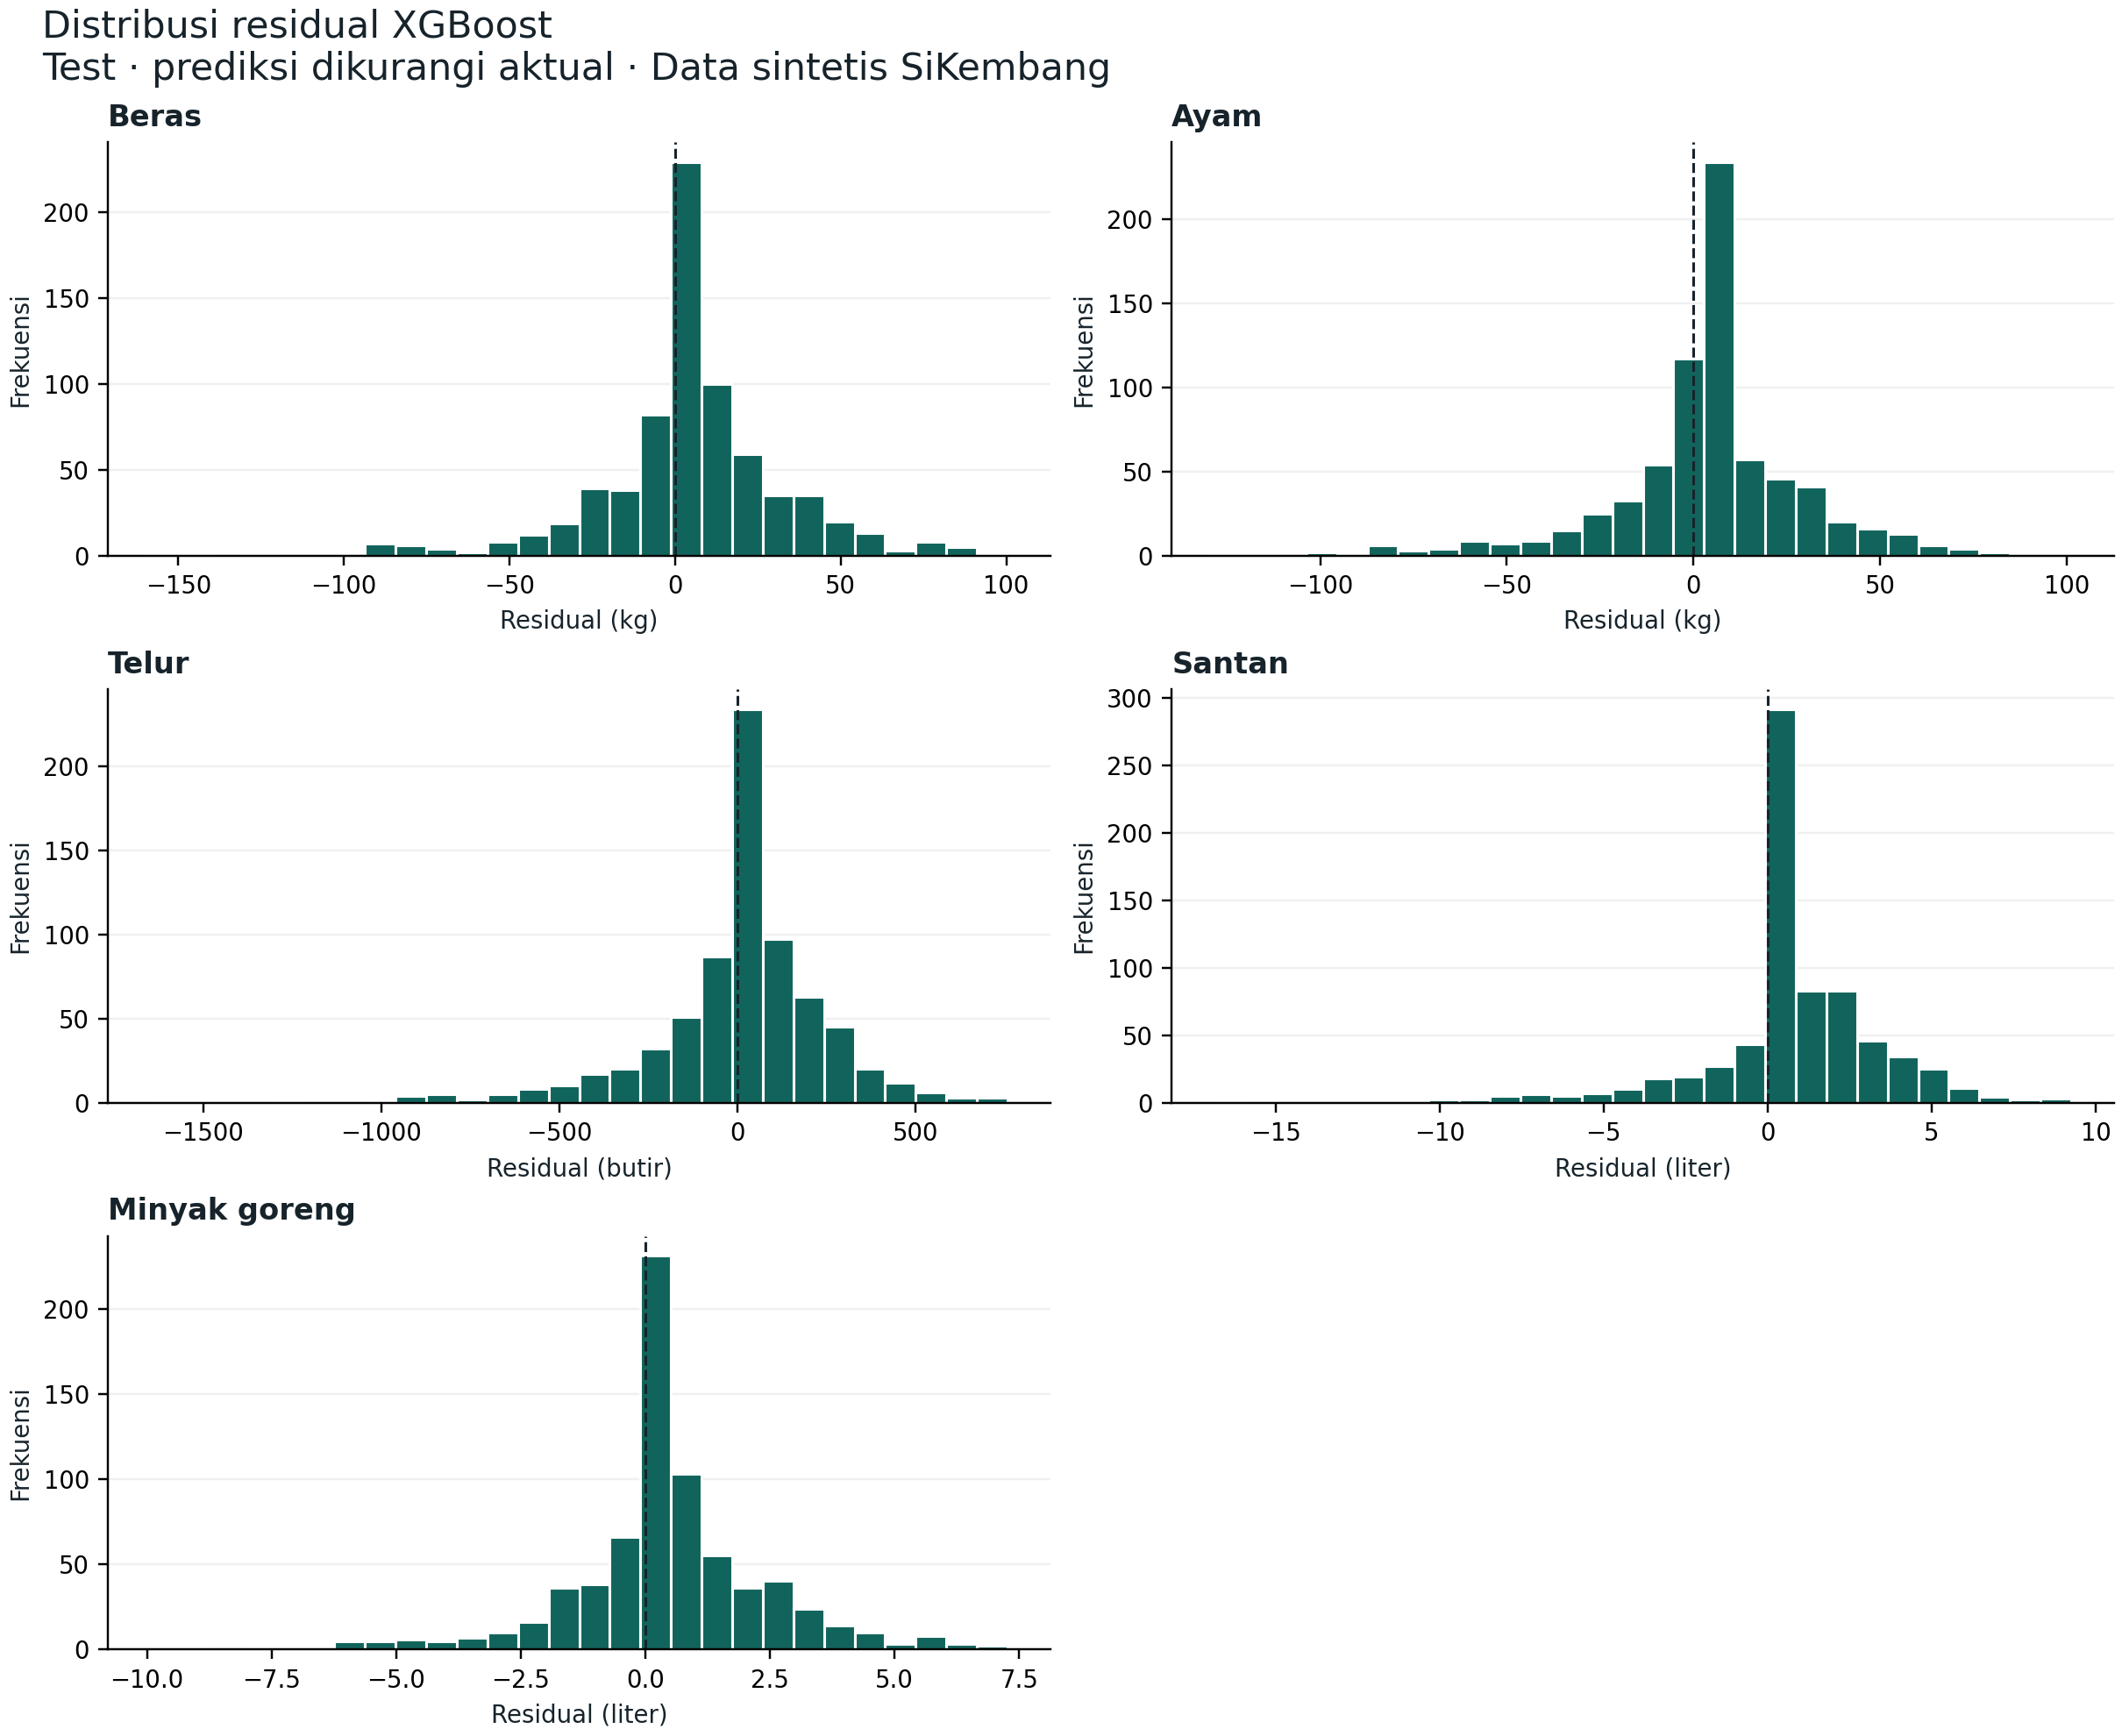 Distribusi residual XGBoost
Test · prediksi dikurangi aktual · Data sintetis SiKembang
Beras
Frekuensi
200
150
100
50
0
−150 −100 −50 0 50 100
Residual (kg)
Ayam
Frekuensi
200
150
100
50
0
−100 −50 0 50 100
Residual (kg)
Telur
Frekuensi
200
150
100
50
0
−1500 −1000 −500 0 500
Residual (butir)
Santan
Frekuensi
300
250
200
150
100
50
0
−15 −10 −5 0 5 10
Residual (liter)
Minyak goreng
Frekuensi
200
150
100
50
0
−10.0 −7.5 −5.0 −2.5 0.0 2.5 5.0 7.5
Residual (liter)